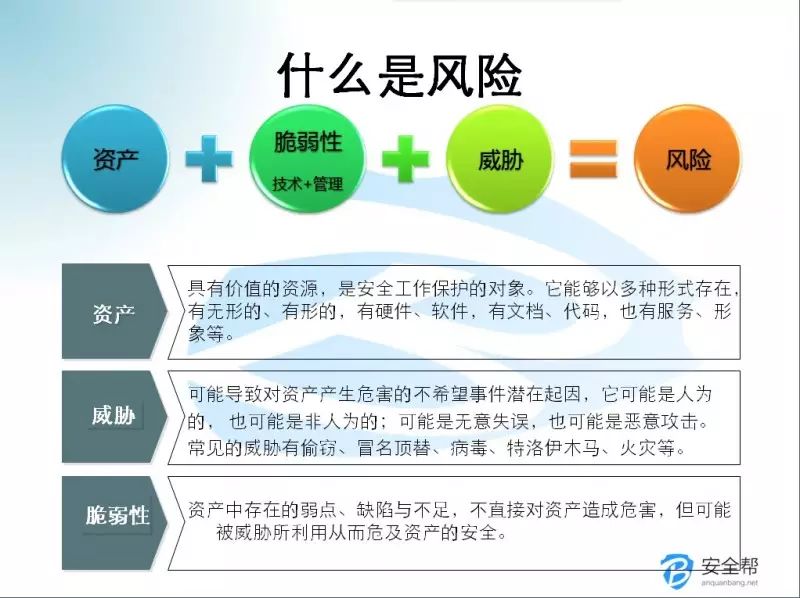 什么是风险
资产
脆弱性
技术+管理
威胁
风险
资产
具有价值的资源，是安全工作保护的对象。它能够以多种形式存在，
有无形的、有形的，有硬件、软件，有文档、代码，也有服务、形
象等。
威胁
可能导致对资产产生危害的不希望事件潜在起因，它可能是人为
的，也可能是非人为的；可能是无意失误，也可能是恶意攻击。
常见的威胁有偷窃、冒名顶替、病毒、特洛伊木马、火灾等。
脆弱性
资产中存在的弱点、缺陷与不足，不直接对资产造成危害，但可能
被威胁所利用从而危及资产的安全。
安全帮
anquanbang.net